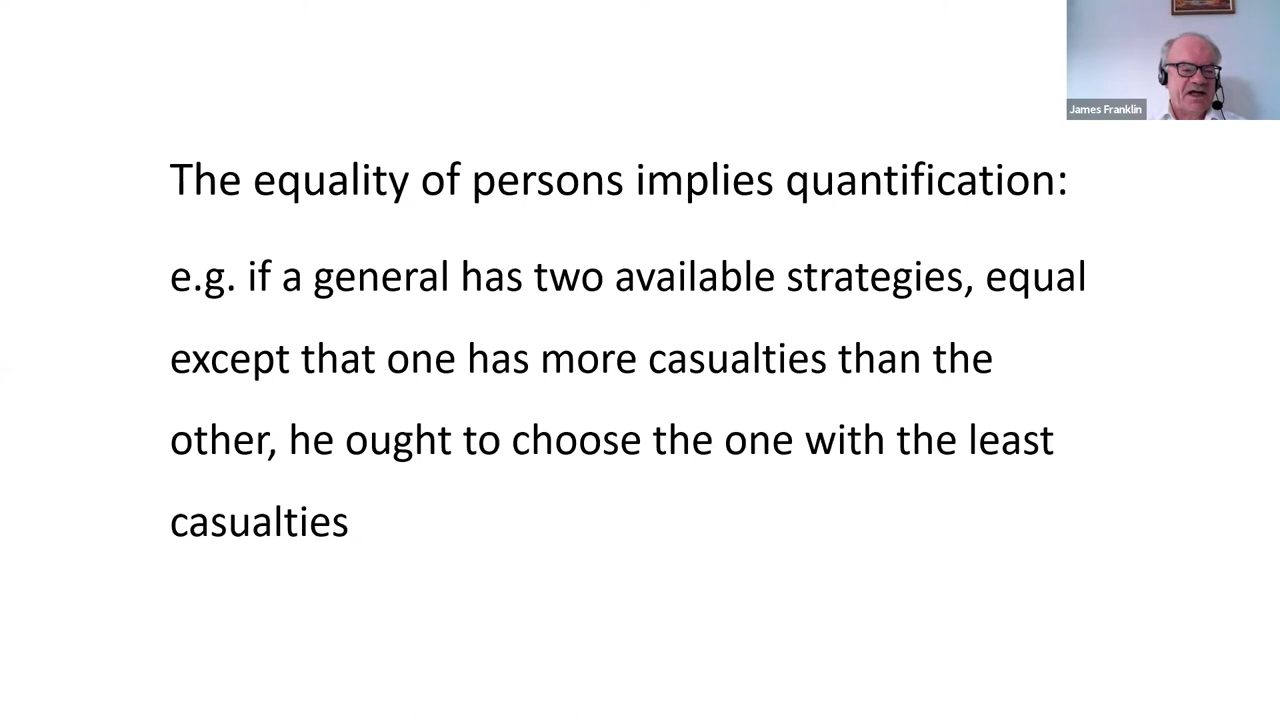 James Franklin
The equality of persons implies quantification:
e.g. if a general has two available strategies, equal
except that one has more casualties than the
other, he ought to choose the one with the least
casualties